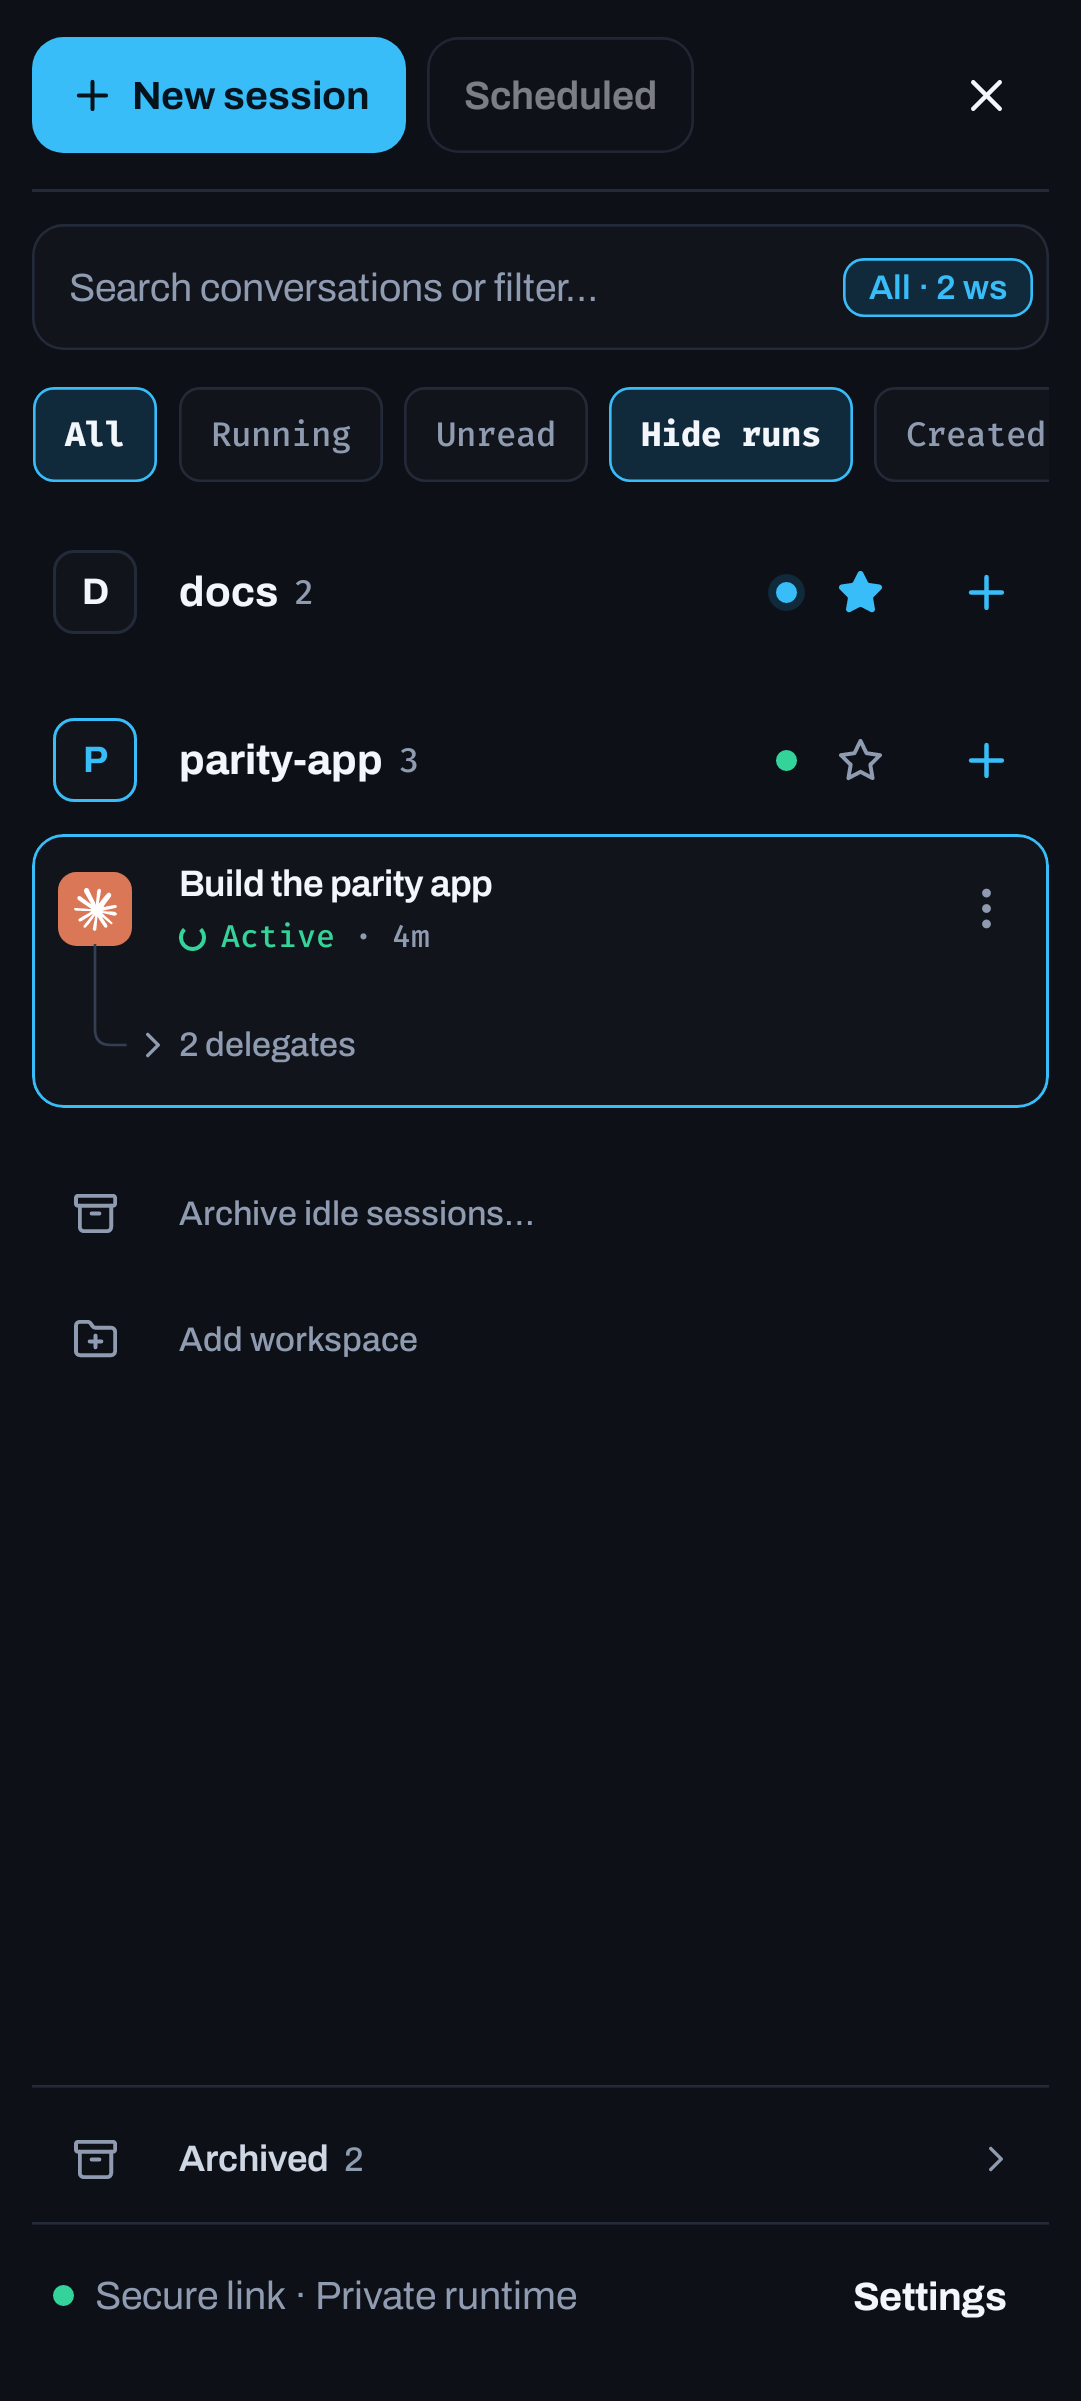 New session
Scheduled
Search conversations or filter...
All · 2 ws
All
Running
Unread
Hide runs
Created
D
docs 2
P
parity-app 3
Build the parity app
Active · 4m
2 delegates
Archive idle sessions...
Add workspace
Archived 2
Secure link · Private runtime
Settings